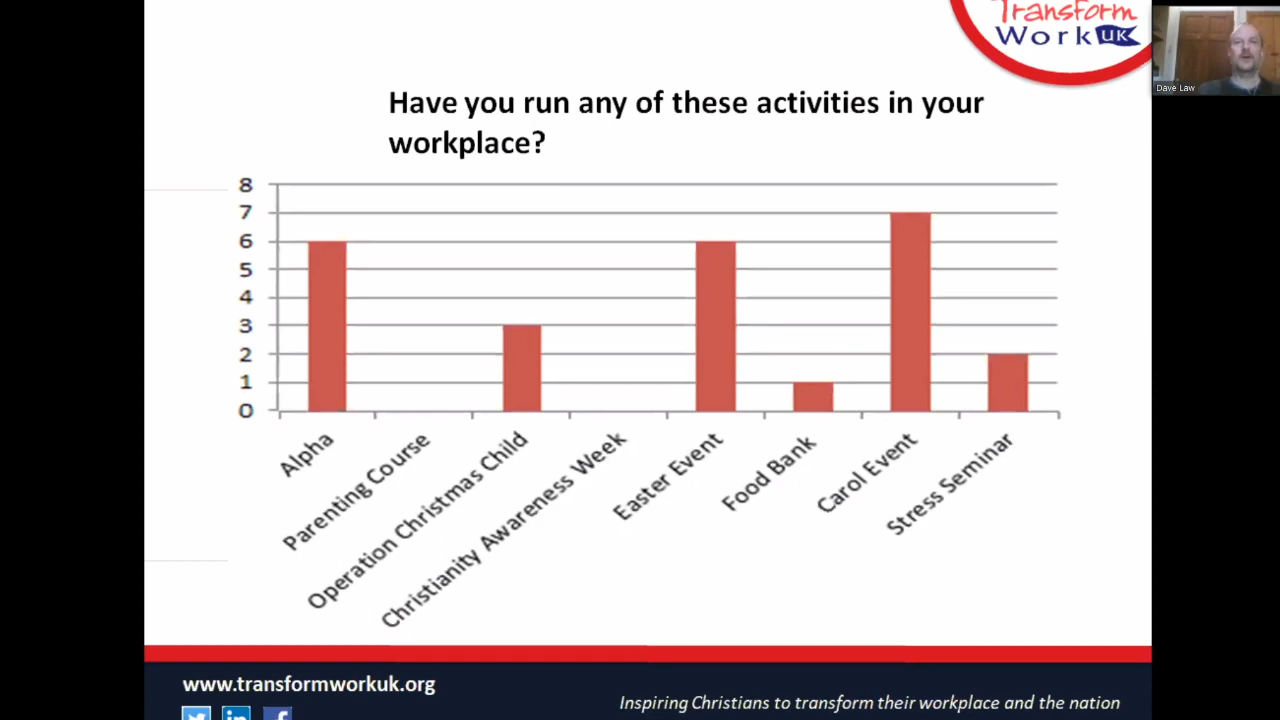 Transform
Work UK
Dave Law
Have you run any of these activities in your
workplace?
8
7
6
5
4
3
2
1
0
Alpha
Parenting Course
Operation Christmas Child
Christianity Awareness Week
Easter Event
Food Bank
Carol Event
Stress Seminar
www.transformworkuk.org
Inspiring Christians to transform their workplace and the nation
in
f